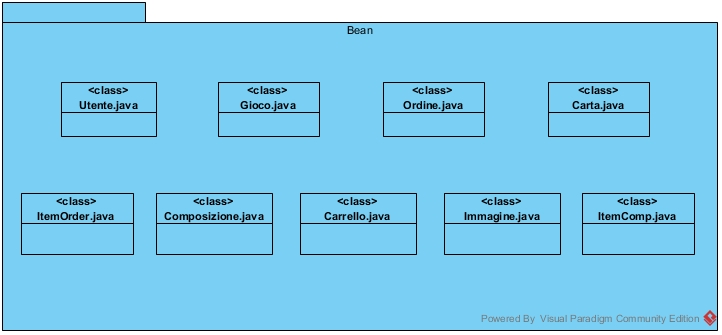 Bean
<class>
Utente.java
<class>
Gioco.java
<class>
Ordine.java
<class>
Carta.java
<class>
ItemOrder.java
<class>
Composizione.java
<class>
Carrello.java
<class>
Immagine.java
<class>
ItemComp.java
Powered By Visual Paradigm Community Edition